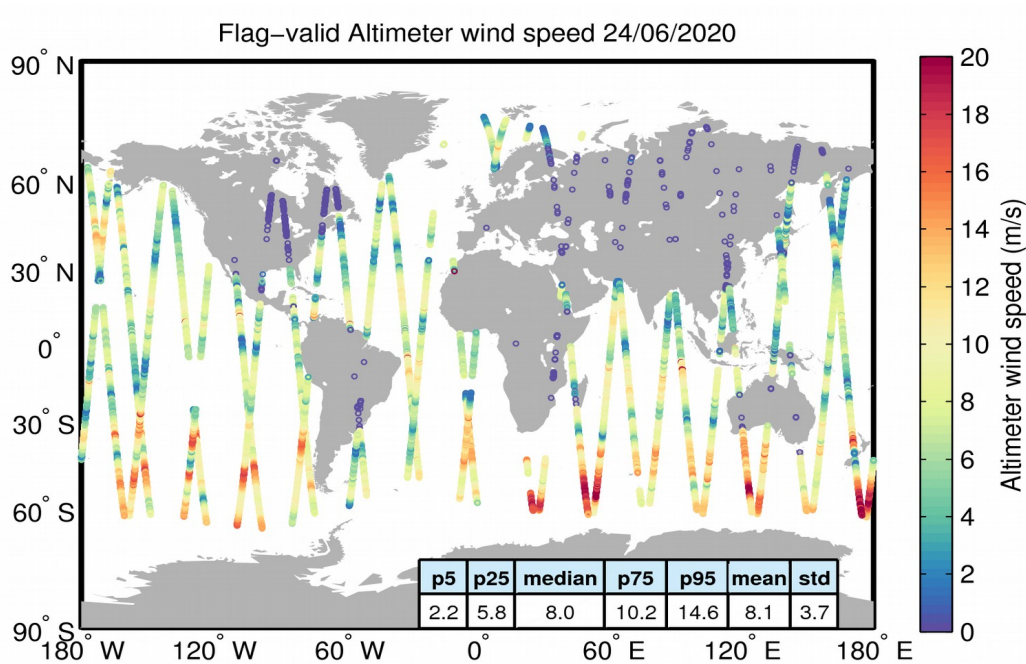 Flag−valid Altimeter wind speed 24/06/2020
90° N
60° N
30° N
0°
30° S
60° S
90° S
180° W
120° W
60° W
0°
60° E
120° E
180° E
20
18
16
14
12
10
8
6
4
2
0
Altimeter wind speed (m/s)
p5 p25 median p75 p95 mean std
2.2 5.8 8.0 10.2 14.6 8.1 3.7